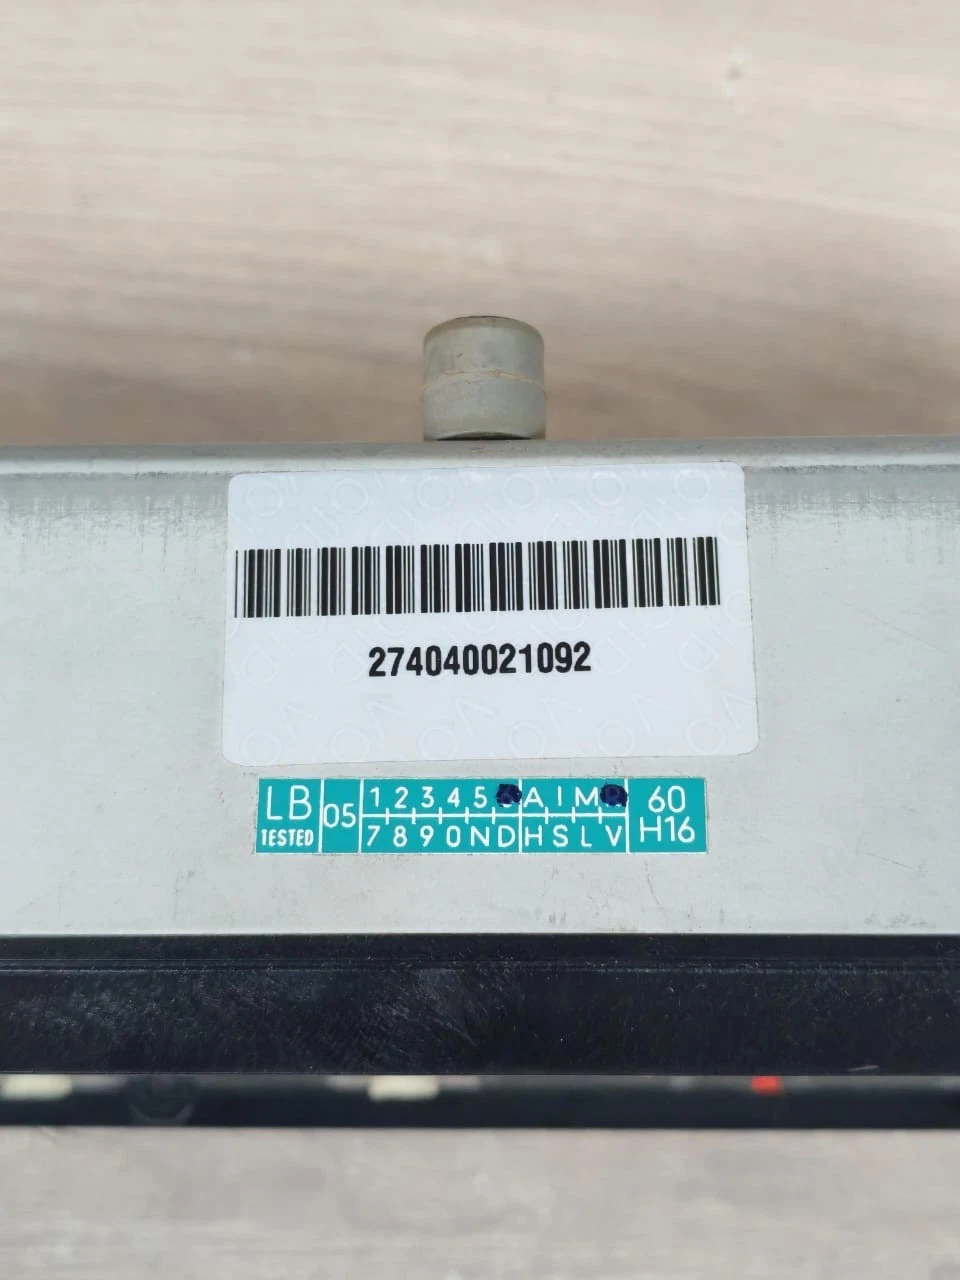 274040021092
LB 05 1 2 3 4 5 A I M 60
TESTED 7 8 9 0 N D H S L V H16